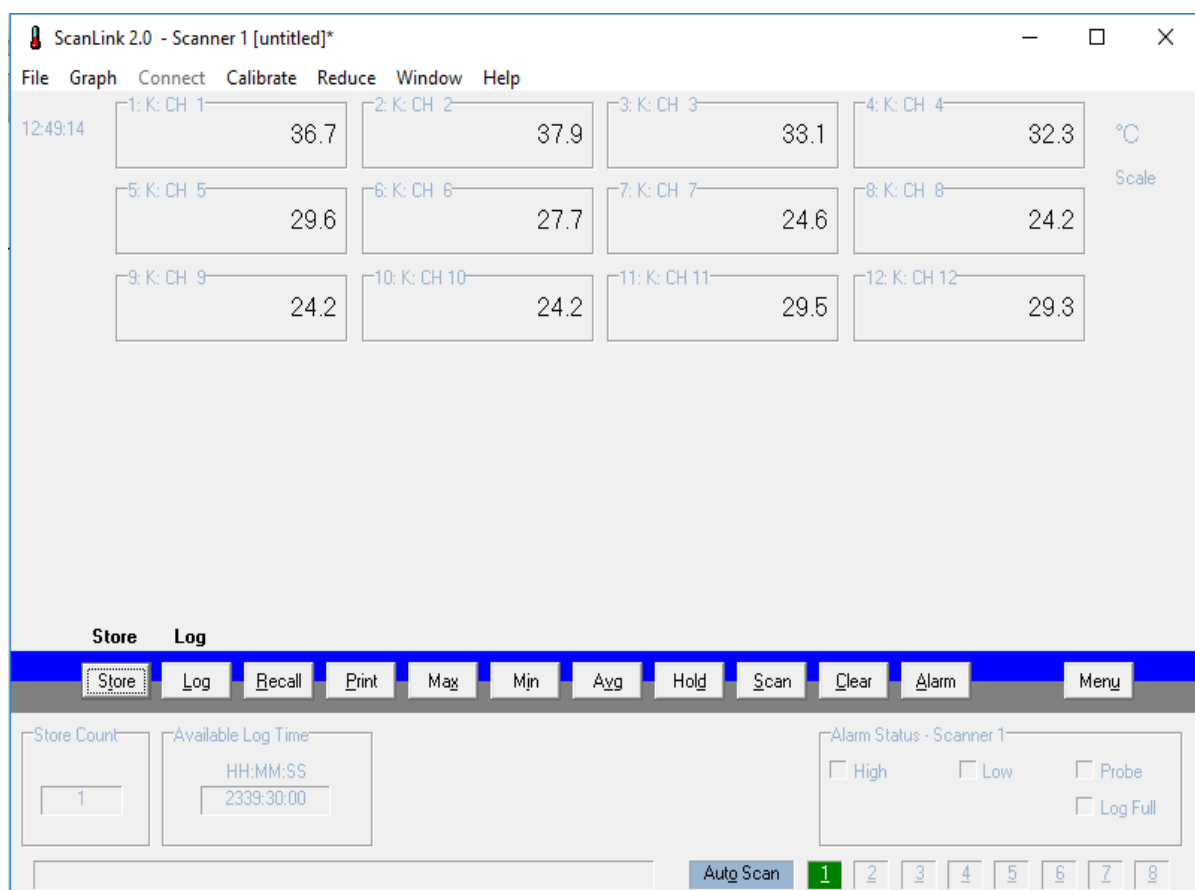 ScanLink 2.0 - Scanner 1 [untitled]*
File Graph Connect Calibrate Reduce Window Help
12:49:14
1: K: CH 1 2: K: CH 2 3: K: CH 3 4: K: CH 4
36.7 37.9 33.1 32.3 °C
Scale
5: K: CH 5 6: K: CH 6 7: K: CH 7 8: K: CH 8
29.6 27.7 24.6 24.2
9: K: CH 9 10: K: CH 10 11: K: CH 11 12: K: CH 12
24.2 24.2 29.5 29.3
Store Log
Store Log Recall Print Max Min Avg Hold Scan Clear Alarm Menu
Store Count Available Log Time Alarm Status - Scanner 1
HH:MM:SS High Low Probe
1 2339:30:00 Log Full
Auto Scan 1 2 3 4 5 6 7 8